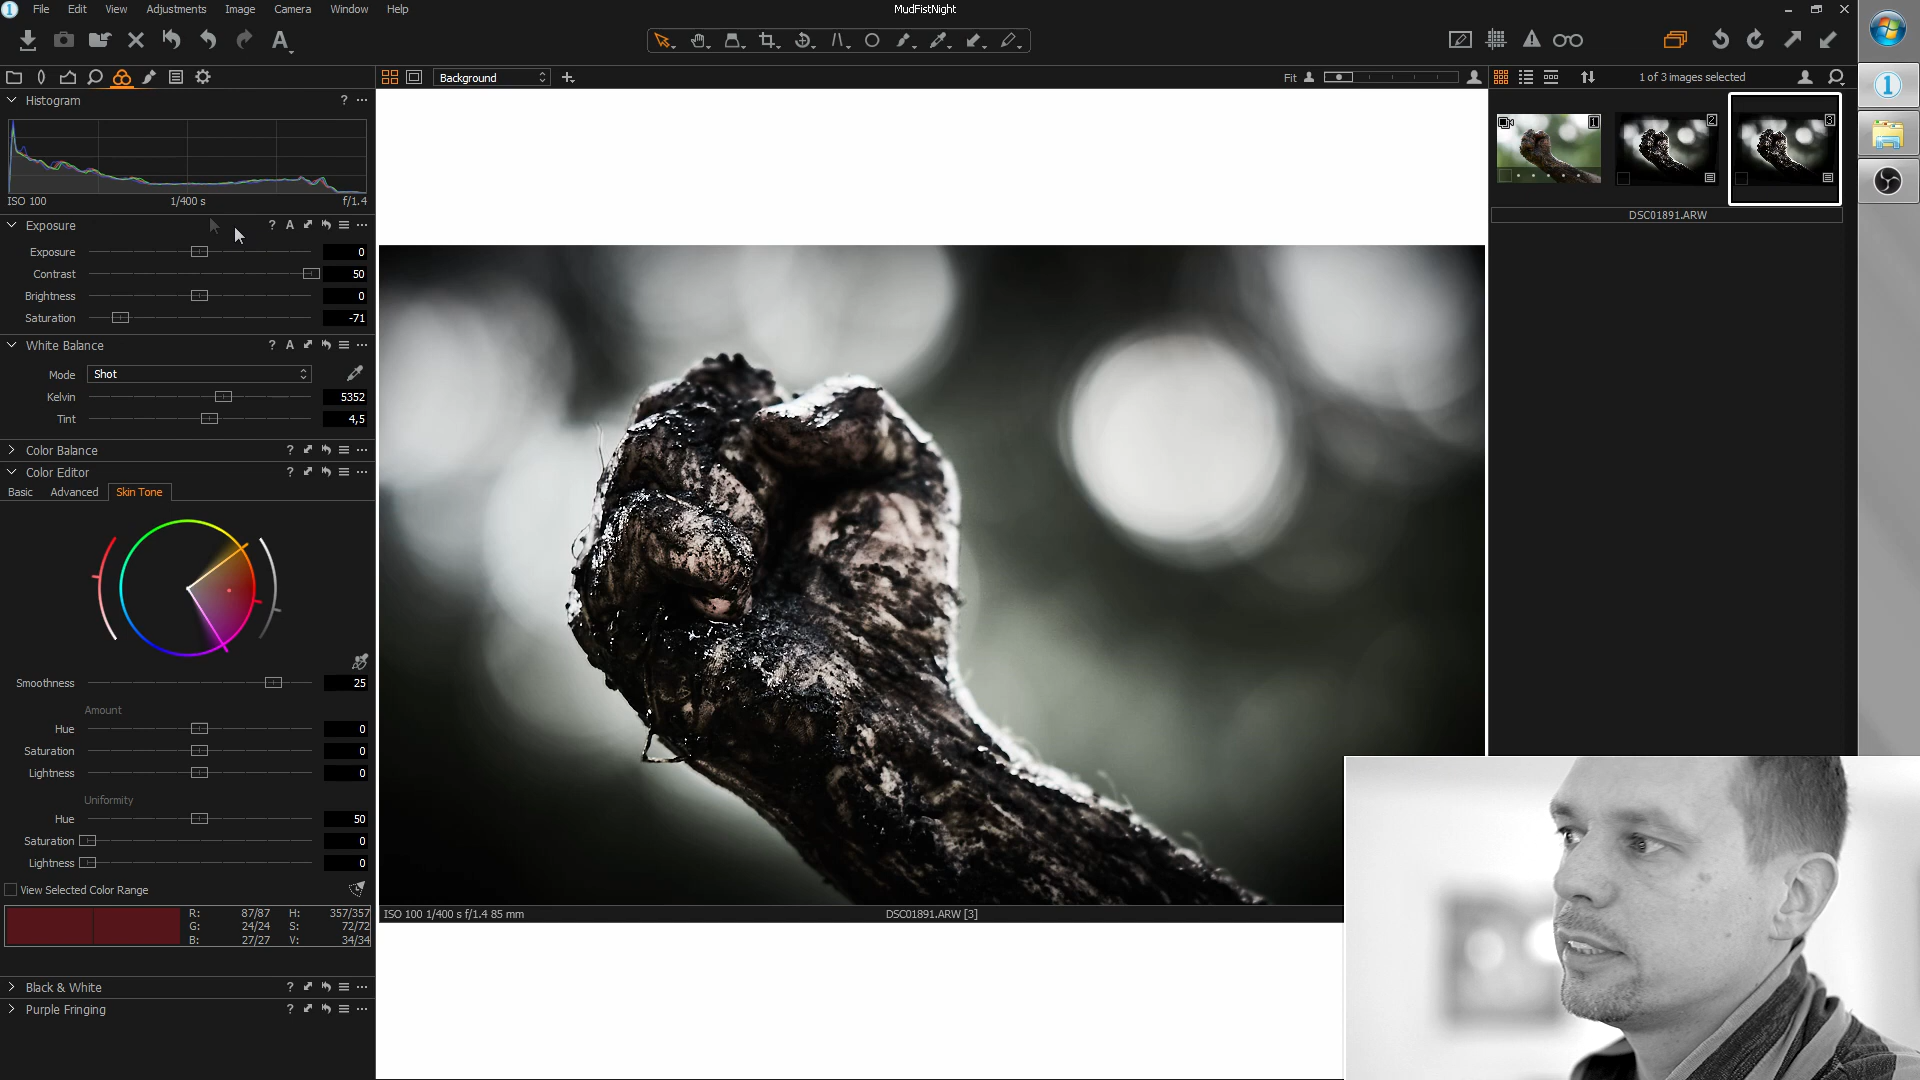 File Edit View Adjustments Image Camera Window Help
MudFistNight
Background
Fit
1 of 3 images selected
Histogram
ISO 100 1/400 s f/1.4
Exposure
Exposure 0
Contrast 50
Brightness 0
Saturation -71
White Balance
Mode Shot
Kelvin 5352
Tint 4,5
Color Balance
Color Editor
Basic Advanced Skin Tone
Smoothness 25
Amount
Hue 0
Saturation 0
Lightness 0
Uniformity
Hue 50
Saturation 0
Lightness 0
View Selected Color Range
R: 87/87 H: 357/357
G: 24/24 S: 72/72
B: 27/27 V: 34/34
Black & White
Purple Fringing
ISO 100 1/400 s f/1.4 85 mm
DSC01891.ARW [3]
1
2
3
DSC01891.ARW